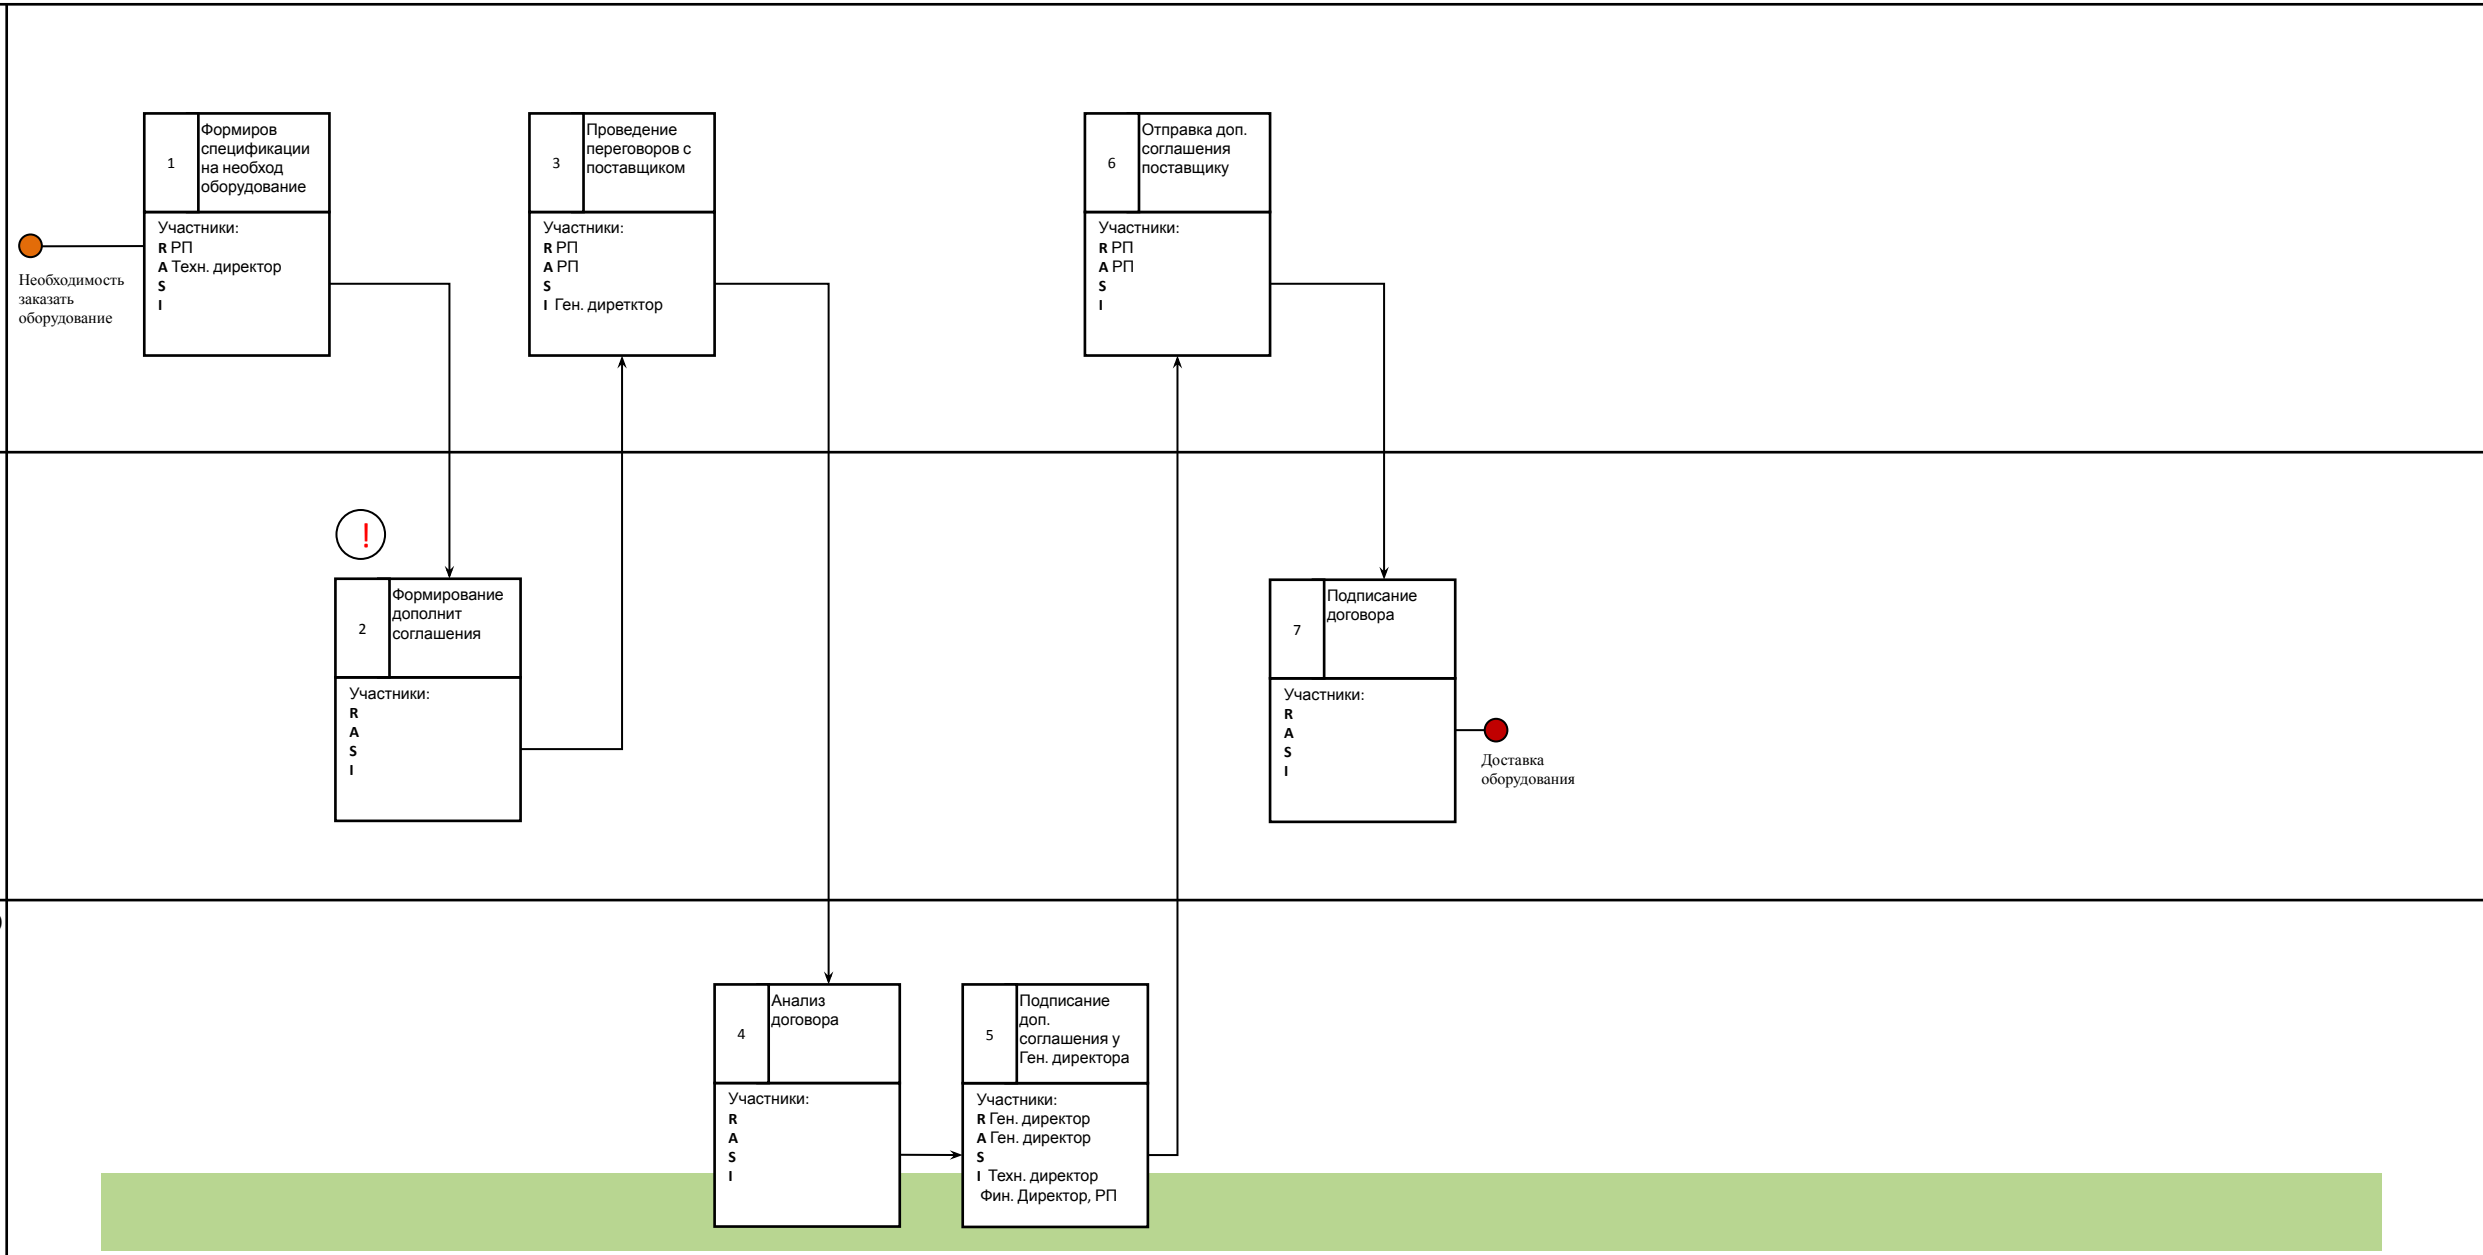 1
Формиров
спецификации
на необход
оборудование
Участники:
R РП
A Техн. директор
S
I
Необходимость
заказать
оборудование
3
Проведение
переговоров с
поставщиком
Участники:
R РП
A РП
S
I Ген. диретктор
6
Отправка доп.
соглашения
поставщику
Участники:
R РП
A РП
S
I
!
2
Формирование
дополнит
соглашения
Участники:
R
A
S
I
7
Подписание
договора
Участники:
R
A
S
I
Доставка
оборудования
4
Анализ
договора
Участники:
R
A
S
I
5
Подписание
доп.
соглашения у
Ген. директора
Участники:
R Ген. директор
A Ген. директор
S
I Техн. директор
Фин. Директор, РП